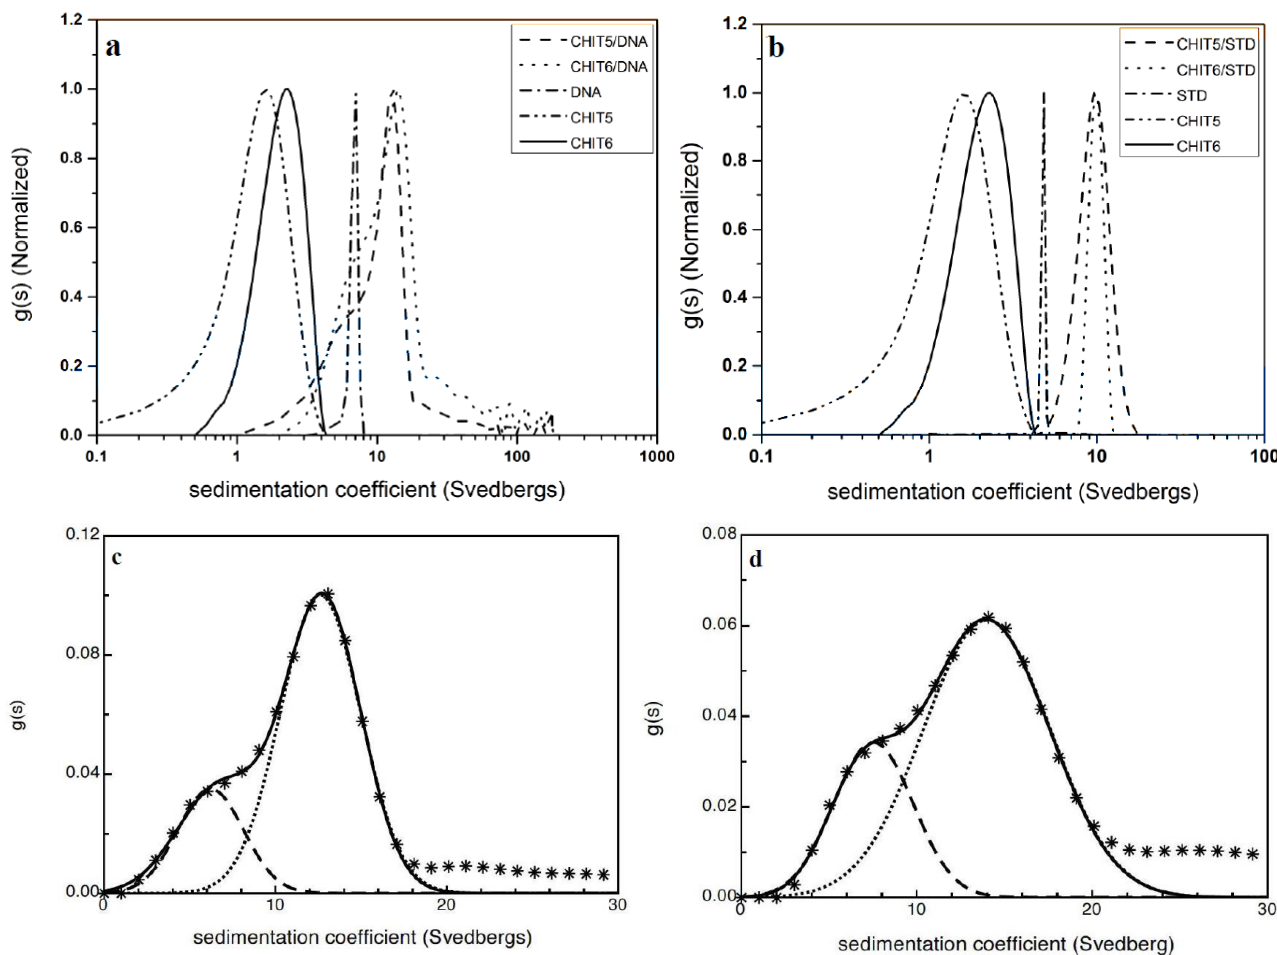 a
1.2
1.0
0.8
0.6
0.4
0.2
0.0
g(s) (Normalized)
CHIT5/DNA
CHIT6/DNA
DNA
CHIT5
CHIT6
0.1
1
10
100
1000
sedimentation coefficient (Svedbergs)
b
1.2
1.0
0.8
0.6
0.4
0.2
0.0
g(s) (Normalized)
CHIT5/STD
CHIT6/STD
STD
CHIT5
CHIT6
0.1
1
10
100
sedimentation coefficient (Svedbergs)
c
0.12
0.08
0.04
0.00
g(s)
0
10
20
30
sedimentation coefficient (Svedbergs)
d
0.08
0.06
0.04
0.02
0.00
g(s)
0
10
20
30
sedimentation coefficient (Svedberg)